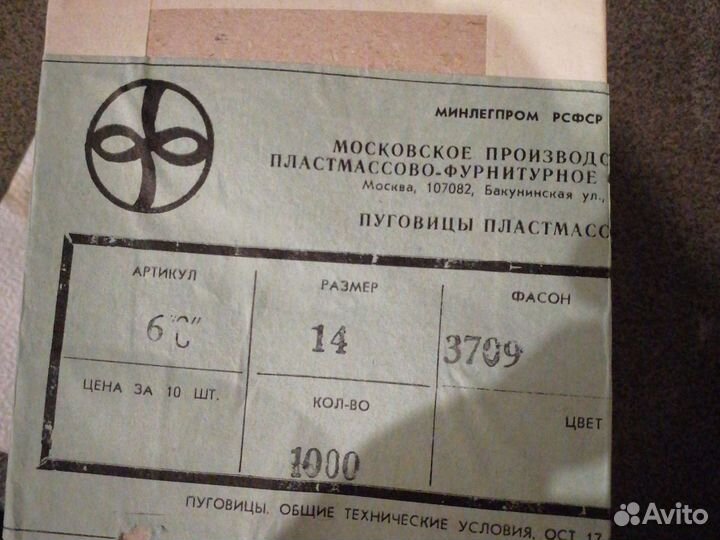 МИНЛЕГПРОМ РСФСР
МОСКОВСКОЕ ПРОИЗВОДС
ПЛАСТМАССОВО-ФУРНИТУРНОЕ
Москва, 107082, Бакунинская ул.,
ПУГОВИЦЫ ПЛАСТМАСС
АРТИКУЛ
РАЗМЕР
ФАСОН
14
3709
ЦЕНА ЗА 10 ШТ.
КОЛ-ВО
ЦВЕТ
1000
ПУГОВИЦЫ. ОБЩИЕ ТЕХНИЧЕСКИЕ УСЛОВИЯ, ОСТ 17
Avito